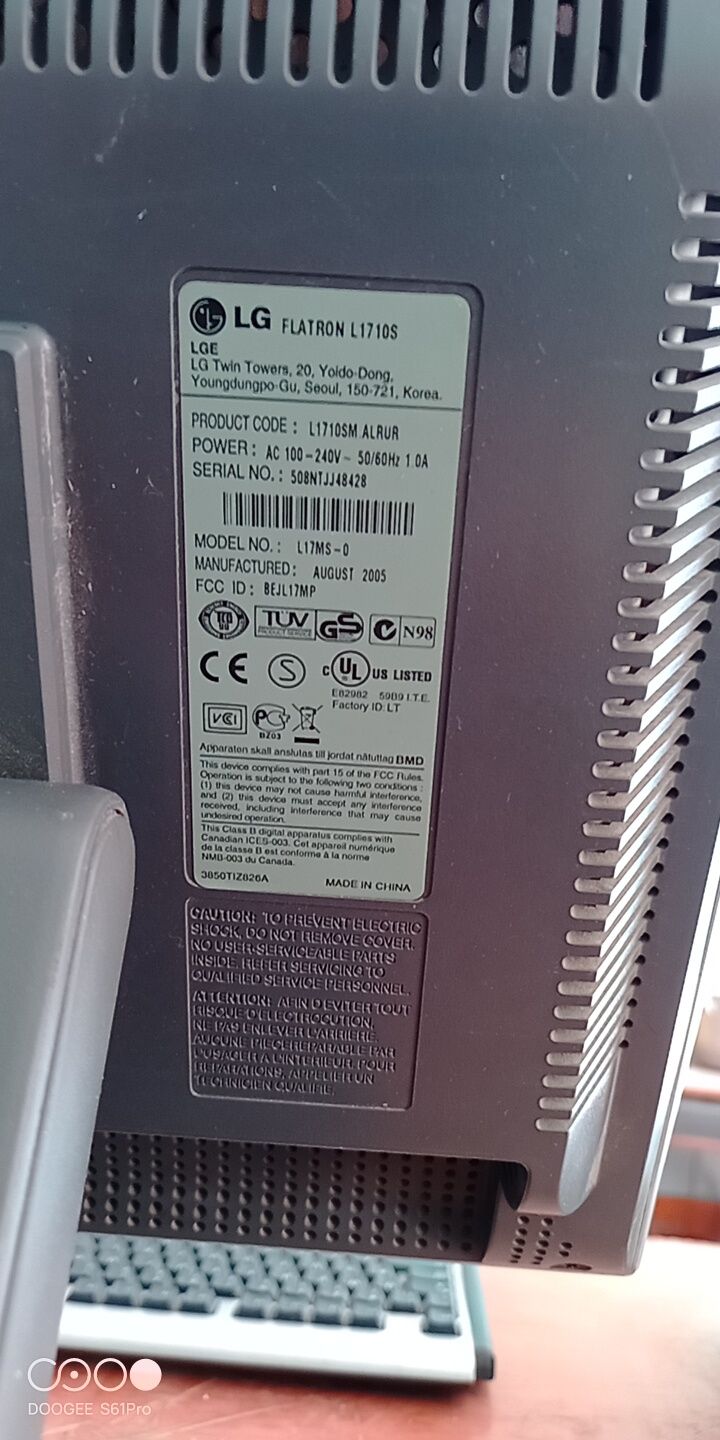 LG FLATRON L1710S
LGE
LG Twin Towers, 20, Yoido-Dong,
Youngdungpo-Gu, Seoul, 150-721, Korea.
PRODUCT CODE : L1710SM.ALRUR
POWER : AC 100-240V~ 50/60Hz 1.0A
SERIAL NO. : 508NTJJ48428
MODEL NO. : L17MS-0
MANUFACTURED : AUGUST 2005
FCC ID : BEJL17MP
TÜV GS N98
PRODUCT SERVICE
CE S C UL US LISTED
E82982 59B9 I.T.E.
Factory ID: LT
VCI PC
BZ03
Apparaten skall anslutas till jordat nätuttag BMD
This device complies with part 15 of the FCC Rules.
Operation is subject to the following two conditions :
(1) this device may not cause harmful interference,
and (2) this device must accept any interference
received, including interference that may cause
undesired operation.
This Class B digital apparatus complies with
Canadian ICES-003. Cet appareil numérique
de la classe B est conforme à la norme
NMB-003 du Canada.
3850TIZ826A MADE IN CHINA
CAUTION: TO PREVENT ELECTRIC
SHOCK, DO NOT REMOVE COVER.
NO USER-SERVICEABLE PARTS
INSIDE. REFER SERVICING TO
QUALIFIED SERVICE PERSONNEL.
ATTENTION: AFIN D'EVITER TOUT
RISQUE D'ELECTROCUTION,
NE PAS ENLEVER L'ARRIERE.
AUCUNE PIECE REPARABLE PAR
L'USAGER A L'INTERIEUR. POUR
REPARATIONS, APPELER UN
TECHNICIEN QUALIFIE.
DOOGEE S61Pro